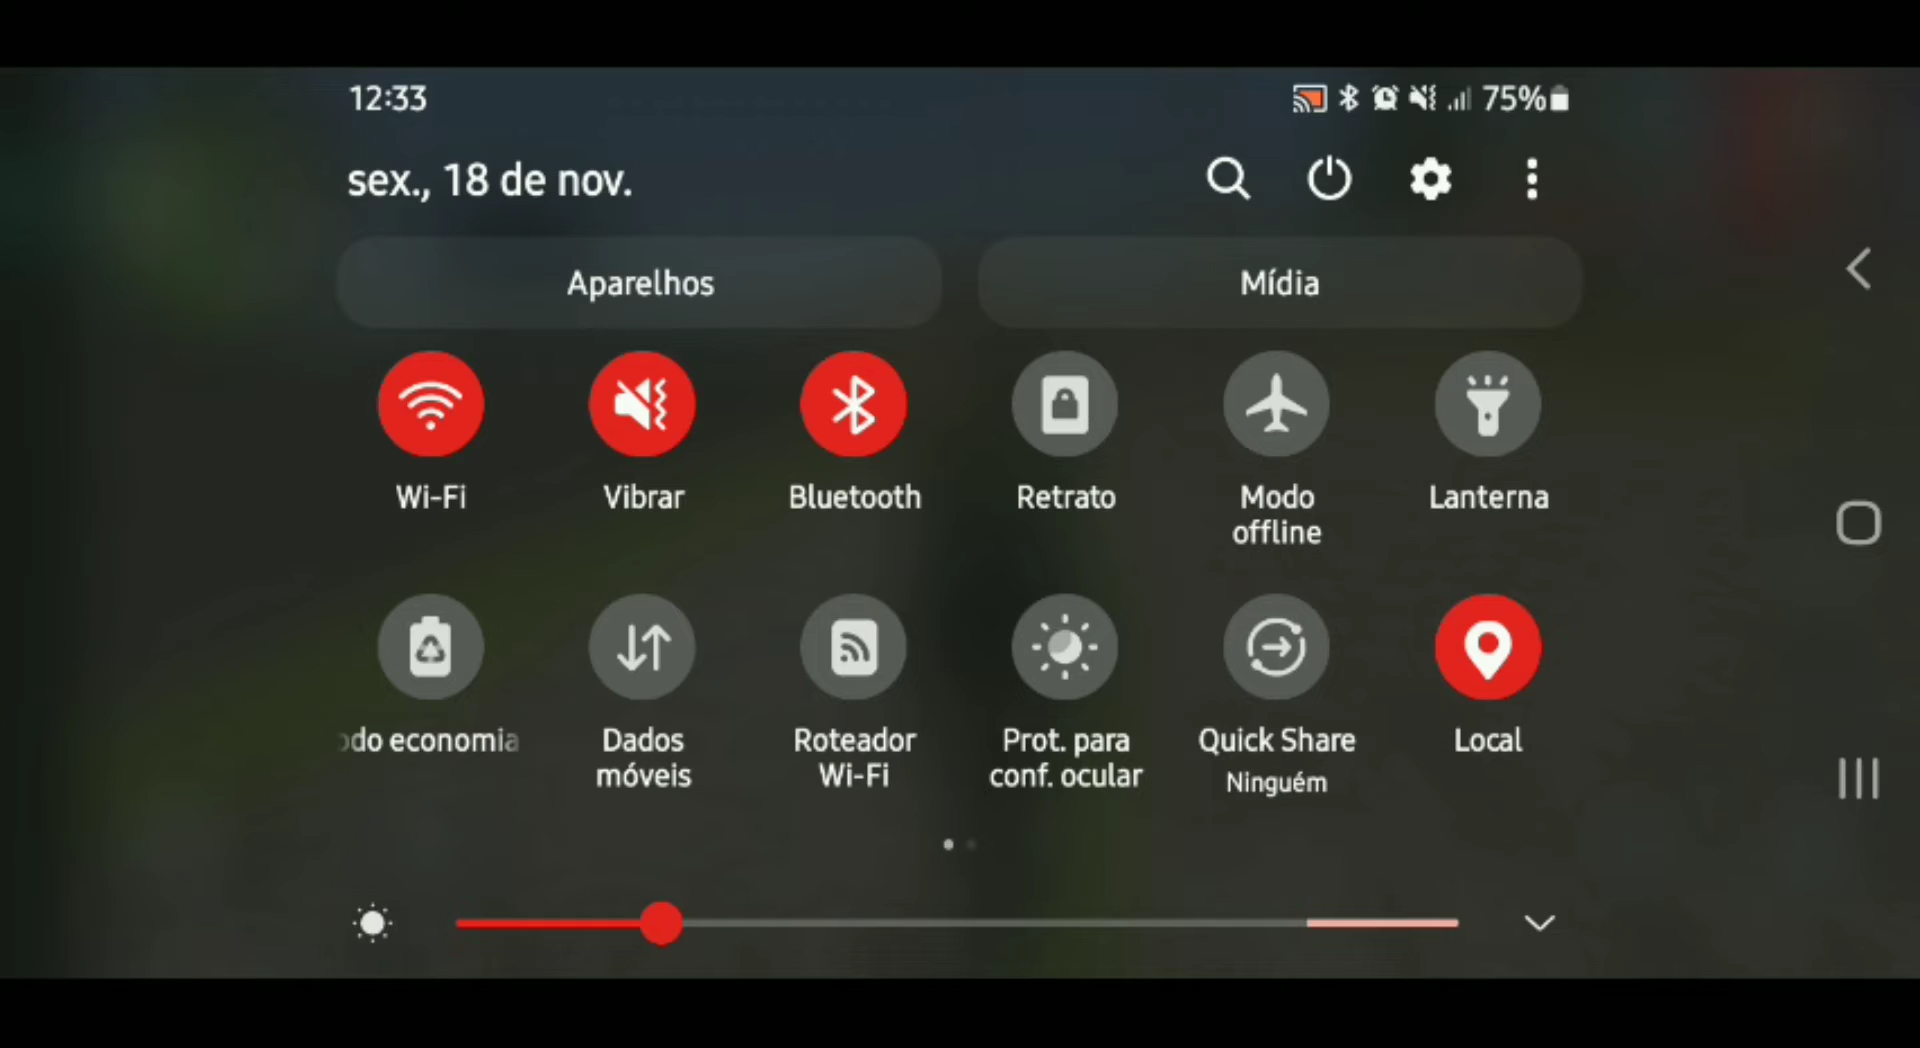 12:33
75%
sex., 18 de nov.
Aparelhos
Mídia
Wi-Fi
Vibrar
Bluetooth
Retrato
Modo
offline
Lanterna
odo economia
Dados
móveis
Roteador
Wi-Fi
Prot. para
conf. ocular
Quick Share
Ninguém
Local